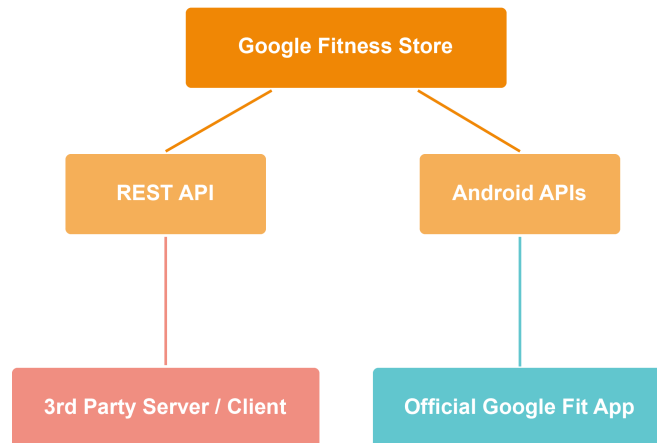 Google Fitness Store
REST API
Android APIs
3rd Party Server / Client
Official Google Fit App